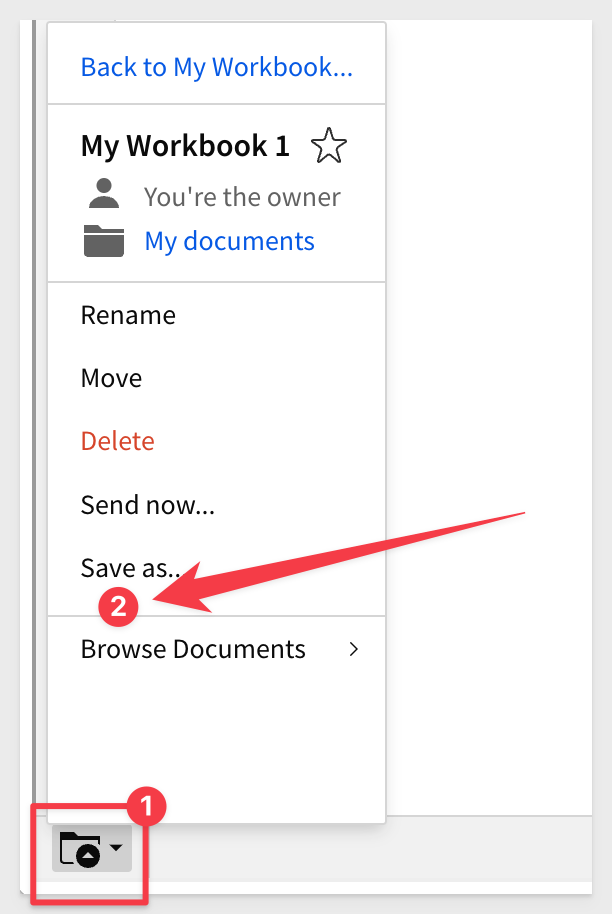 Back to My Workbook...
My Workbook 1
You're the owner
My documents
Rename
Move
Delete
Send now...
Save as..
2
Browse Documents
1